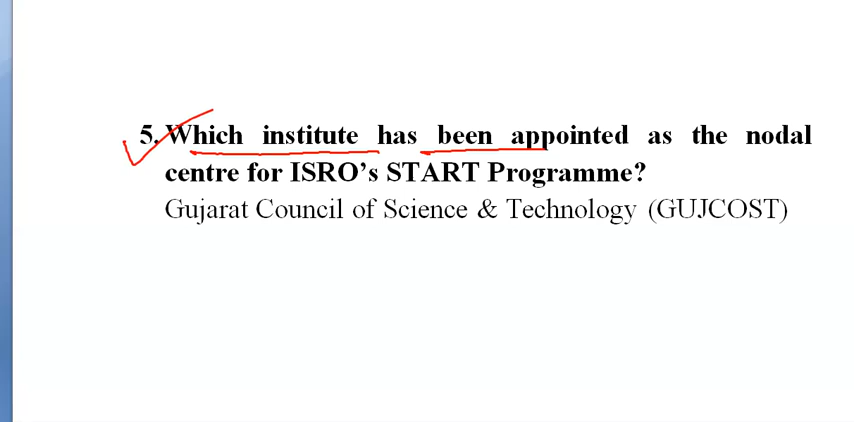 5. Which institute has been appointed as the nodal
centre for ISRO's START Programme?
Gujarat Council of Science & Technology (GUJCOST)